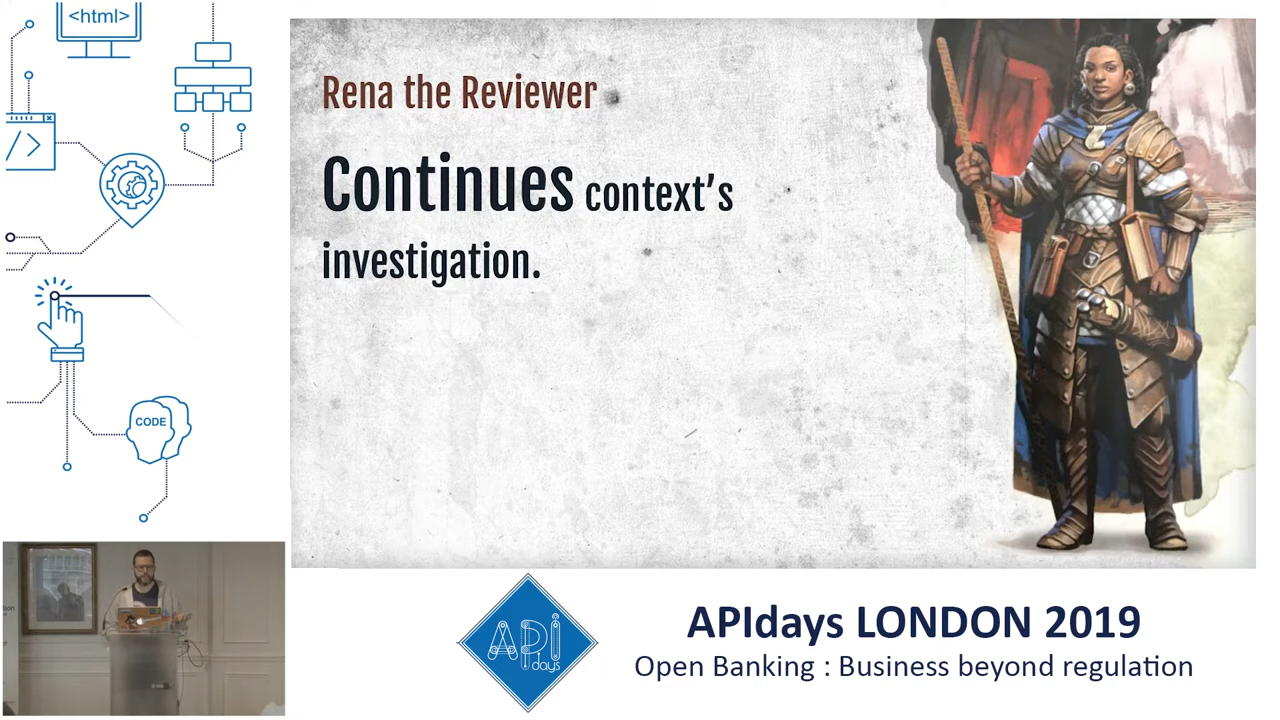 <html>
</>
CODE
Rena the Reviewer
Continues context’s
investigation.
API
days
APIdays LONDON 2019
Open Banking : Business beyond regulation